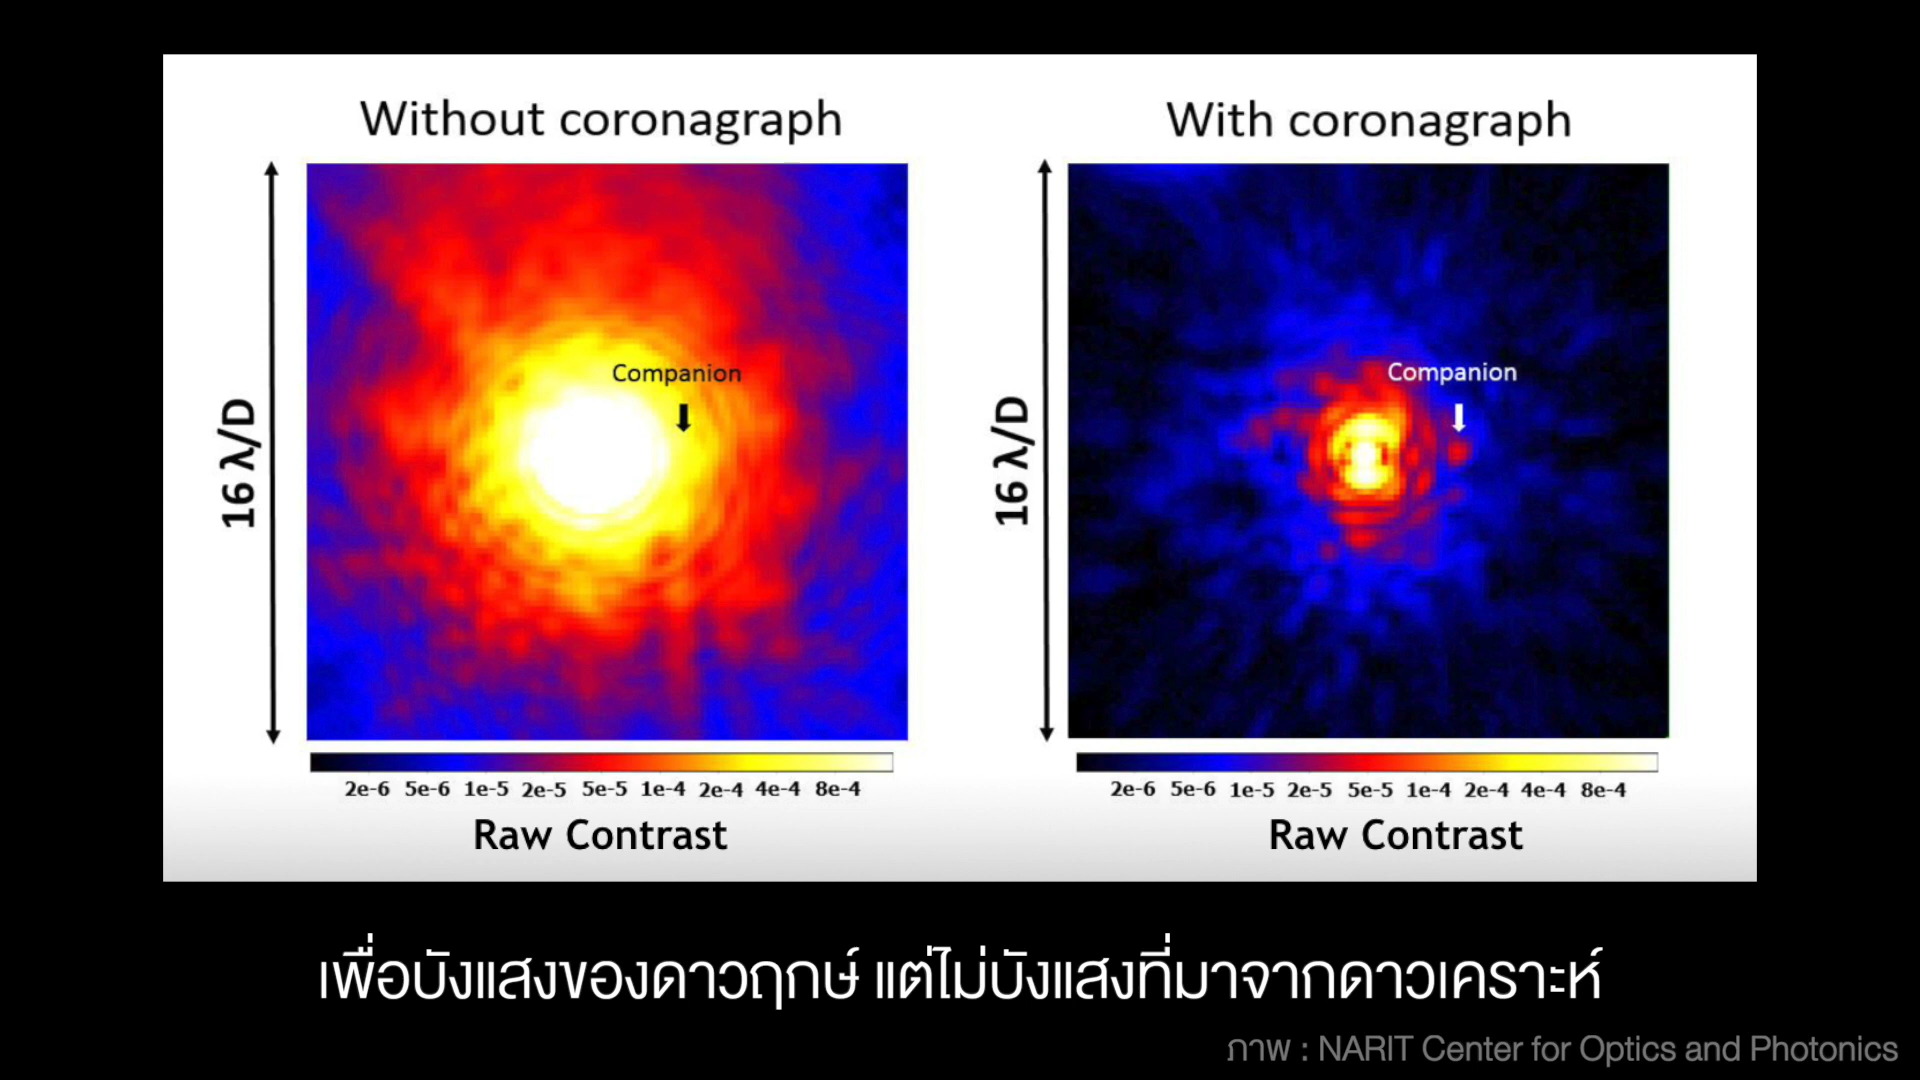 Without coronagraph
With coronagraph
Companion
Companion
16 λ/D
16 λ/D
2e-6 5e-6 1e-5 2e-5 5e-5 1e-4 2e-4 4e-4 8e-4
2e-6 5e-6 1e-5 2e-5 5e-5 1e-4 2e-4 4e-4 8e-4
Raw Contrast
Raw Contrast
เพื่อบังแสงของดาวฤกษ์ แต่ไม่บังแสงที่มาจากดาวเคราะห์
ภาพ : NARIT Center for Optics and Photonics